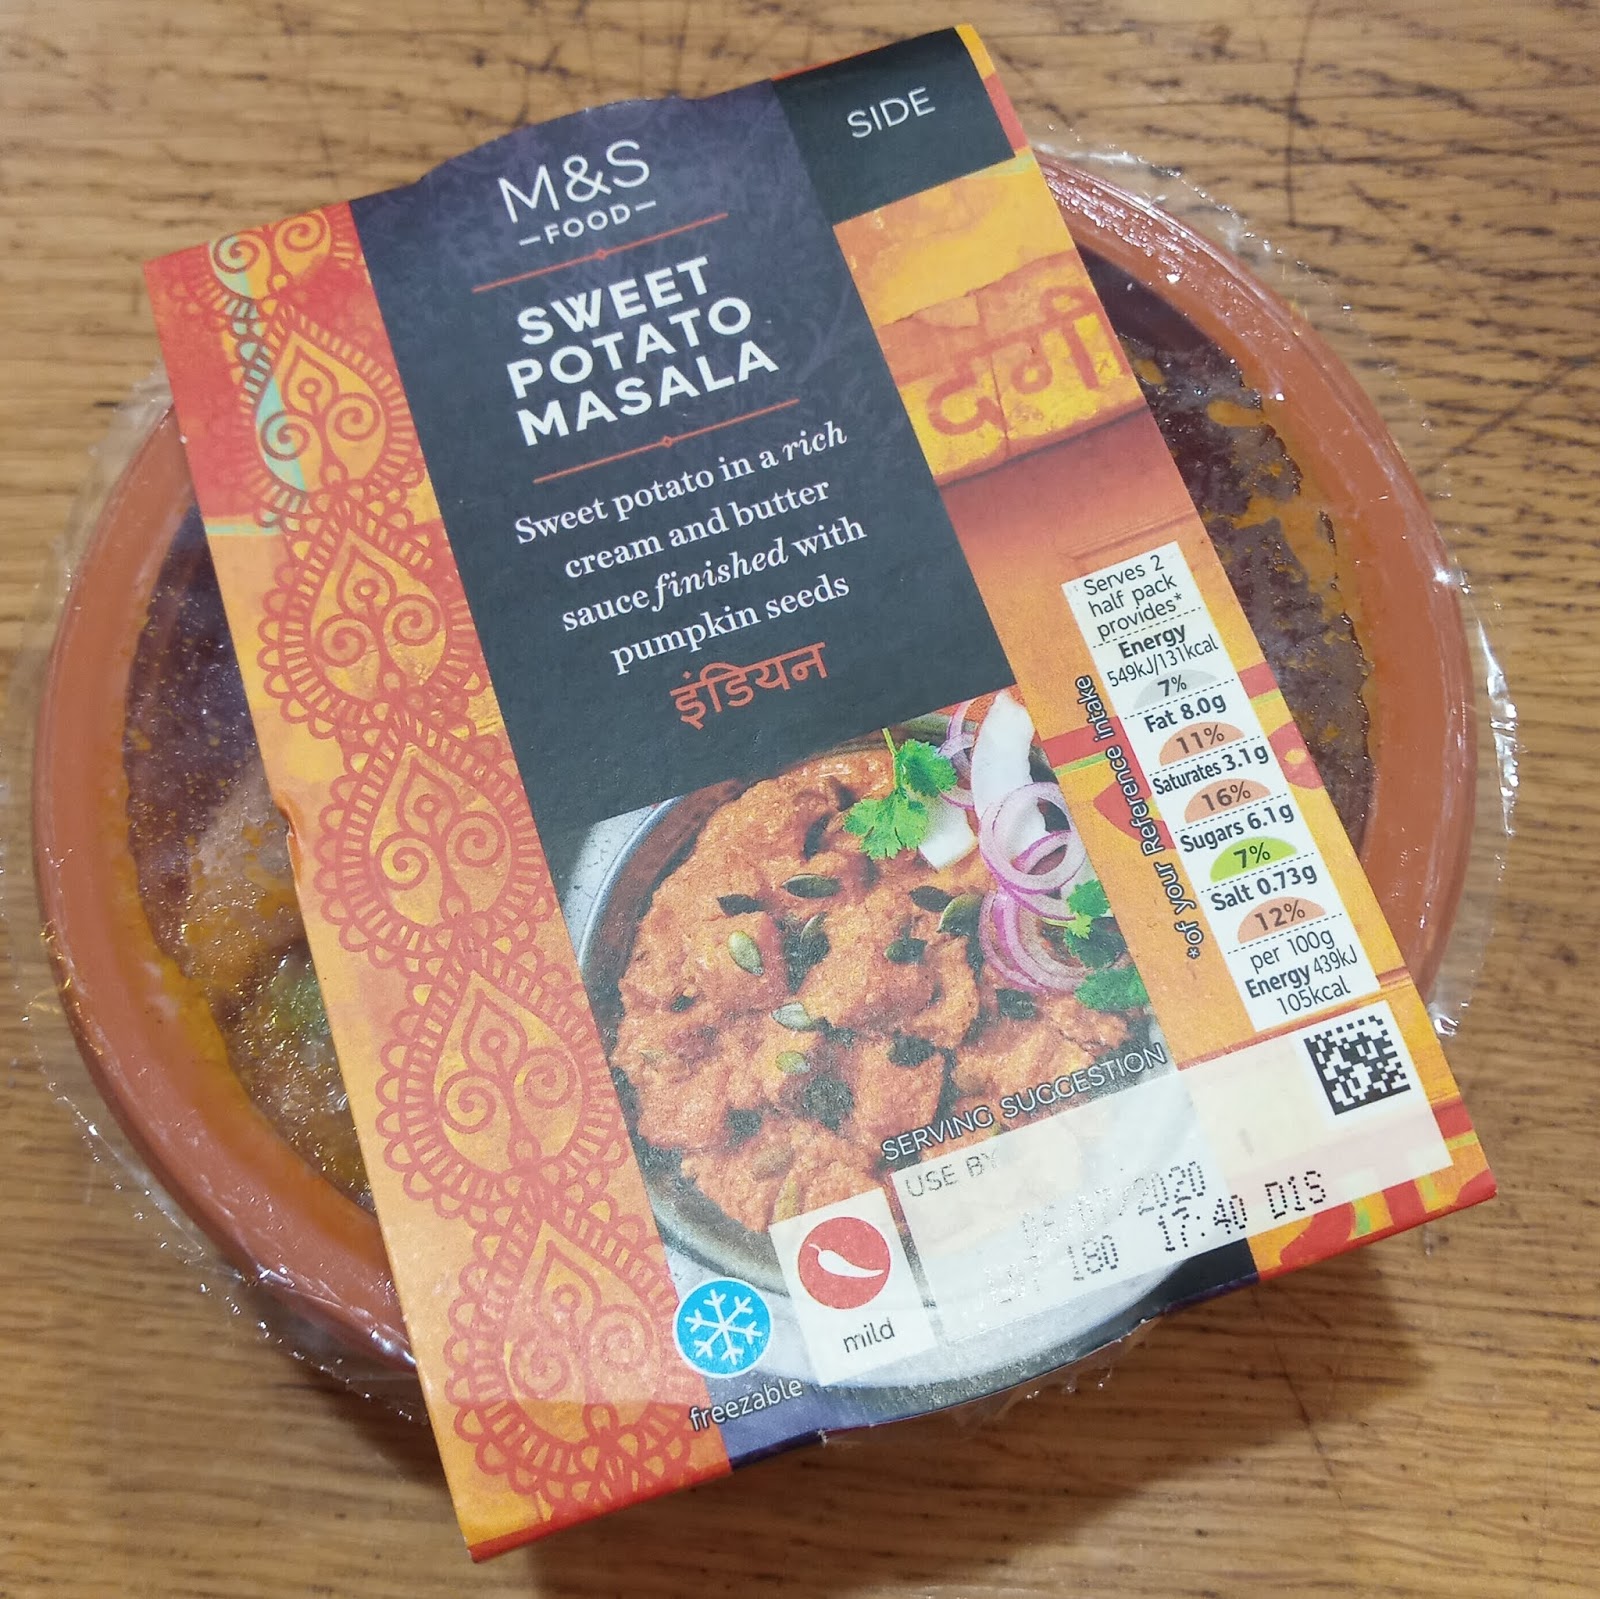 SIDE
M&S
—FOOD—
SWEET
POTATO
MASALA
Sweet potato in a rich
cream and butter
sauce finished with
pumpkin seeds
इंडियन
Serves 2
half pack
provides*
Energy
549kJ/131kcal
7%
Fat 8.0g
11%
Saturates 3.1g
16%
Sugars 6.1g
7%
Salt 0.73g
12%
per 100g
Energy 439kJ
105kcal
*of your Reference intake
SERVING SUGGESTION
USE BY
/2020
180 17:40 D1S
mild
freezable